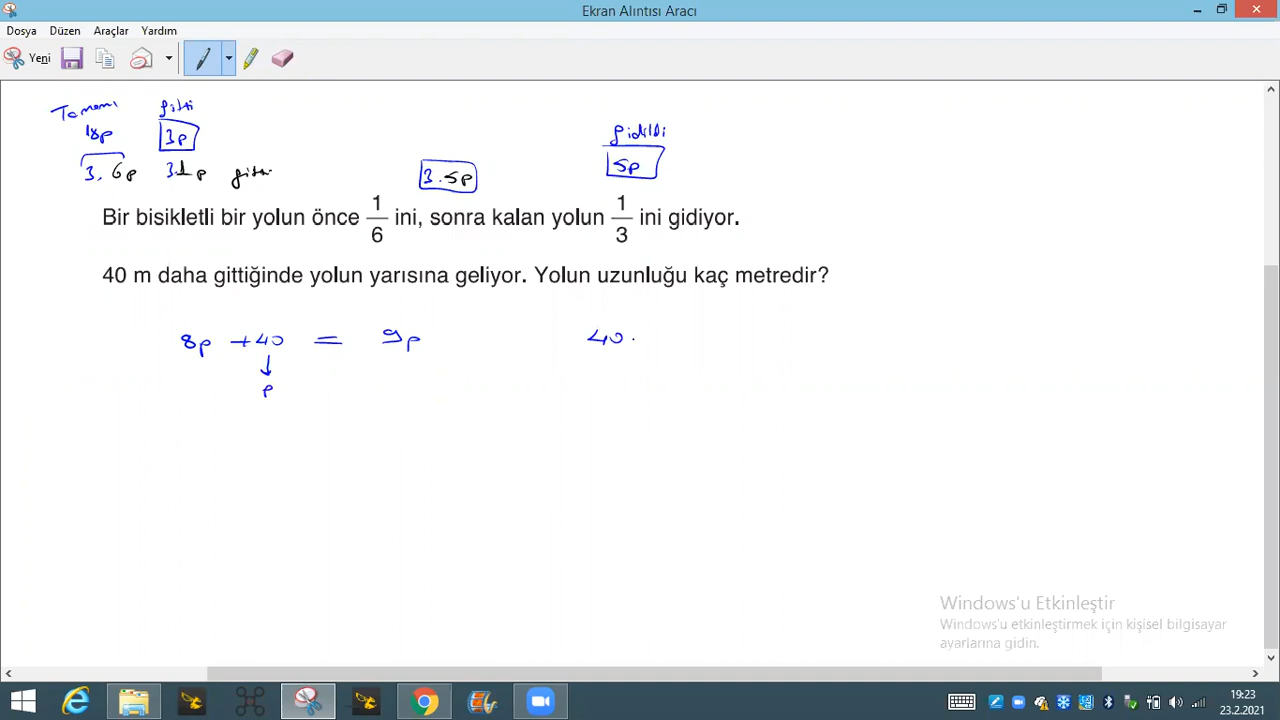 Ekran Alıntısı Aracı
Dosya Düzen Araçlar Yardım
Yeni
Tamamı gitti
18p 3p gidildi
3.6p 3.1p gitti 3.5p 5p
Bir bisikletli bir yolun önce 1/6 ini, sonra kalan yolun 1/3 ini gidiyor.
40 m daha gittiğinde yolun yarısına geliyor. Yolun uzunluğu kaç metredir?
8p + 40 = 9p 40.
↓
p
Windows'u Etkinleştir
Windows'u etkinleştirmek için kişisel bilgisayar
ayarlarına gidin.
19:23
23.2.2021